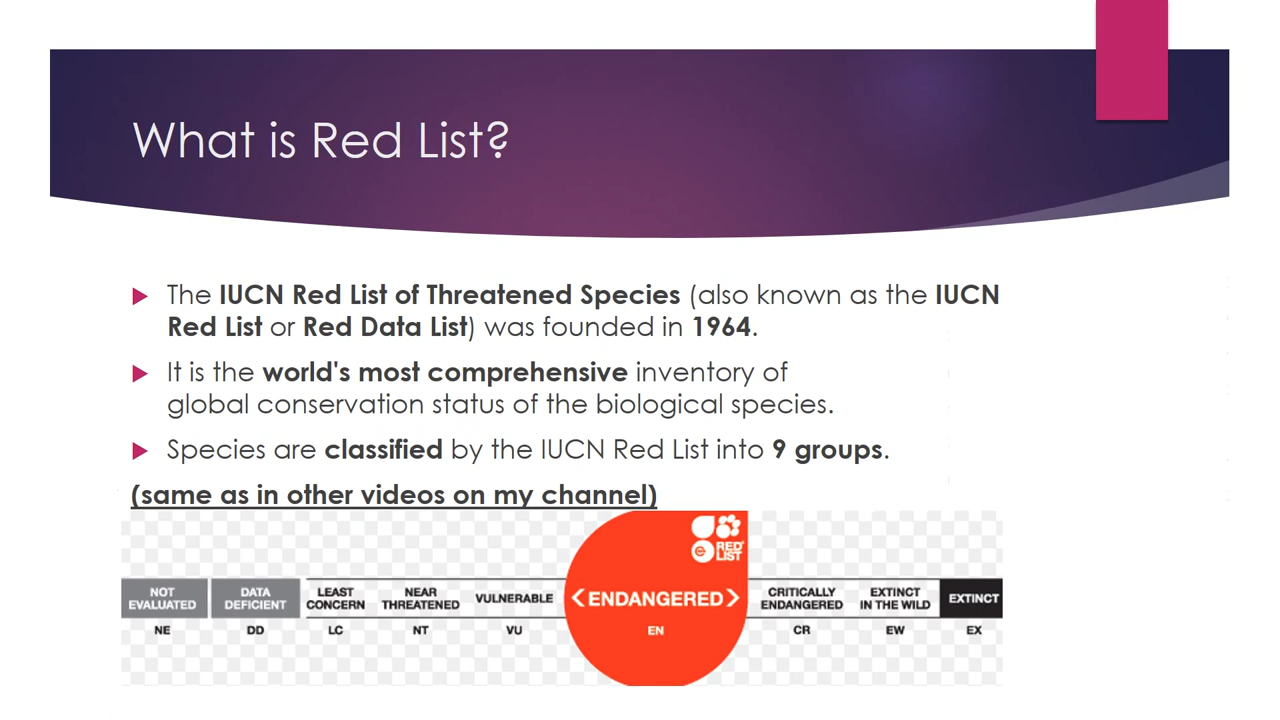 What is Red List?
The IUCN Red List of Threatened Species (also known as the IUCN
Red List or Red Data List) was founded in 1964.
It is the world's most comprehensive inventory of
global conservation status of the biological species.
Species are classified by the IUCN Red List into 9 groups.
(same as in other videos on my channel)
RED LIST
NOT EVALUATED
NE
DATA DEFICIENT
DD
LEAST CONCERN
LC
NEAR THREATENED
NT
VULNERABLE
VU
<ENDANGERED>
EN
CRITICALLY ENDANGERED
CR
EXTINCT IN THE WILD
EW
EXTINCT
EX